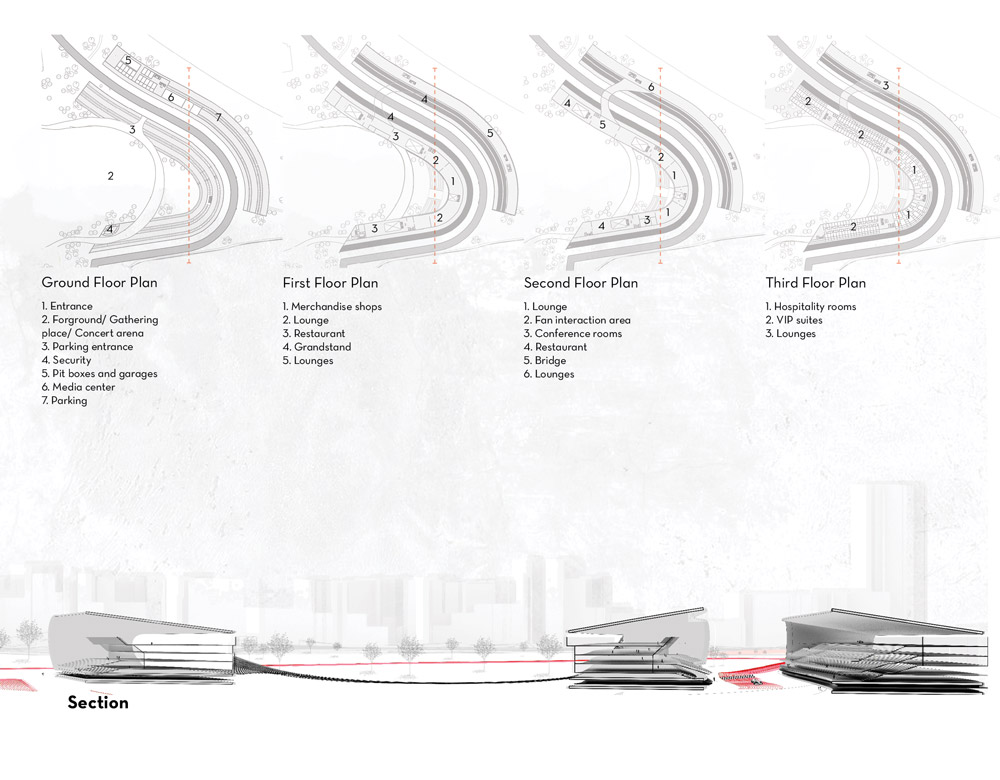 5
6
7
3
2
4
4
4
3
5
2
1
2
3
6
4
5
2
1
3
1
4
3
2
2
1
1
2
Ground Floor Plan
1. Entrance
2. Forground/ Gathering
place/ Concert arena
3. Parking entrance
4. Security
5. Pit boxes and garages
6. Media center
7. Parking
First Floor Plan
1. Merchandise shops
2. Lounge
3. Restaurant
4. Grandstand
5. Lounges
Second Floor Plan
1. Lounge
2. Fan interaction area
3. Conference rooms
4. Restaurant
5. Bridge
6. Lounges
Third Floor Plan
1. Hospitality rooms
2. VIP suites
3. Lounges
Section